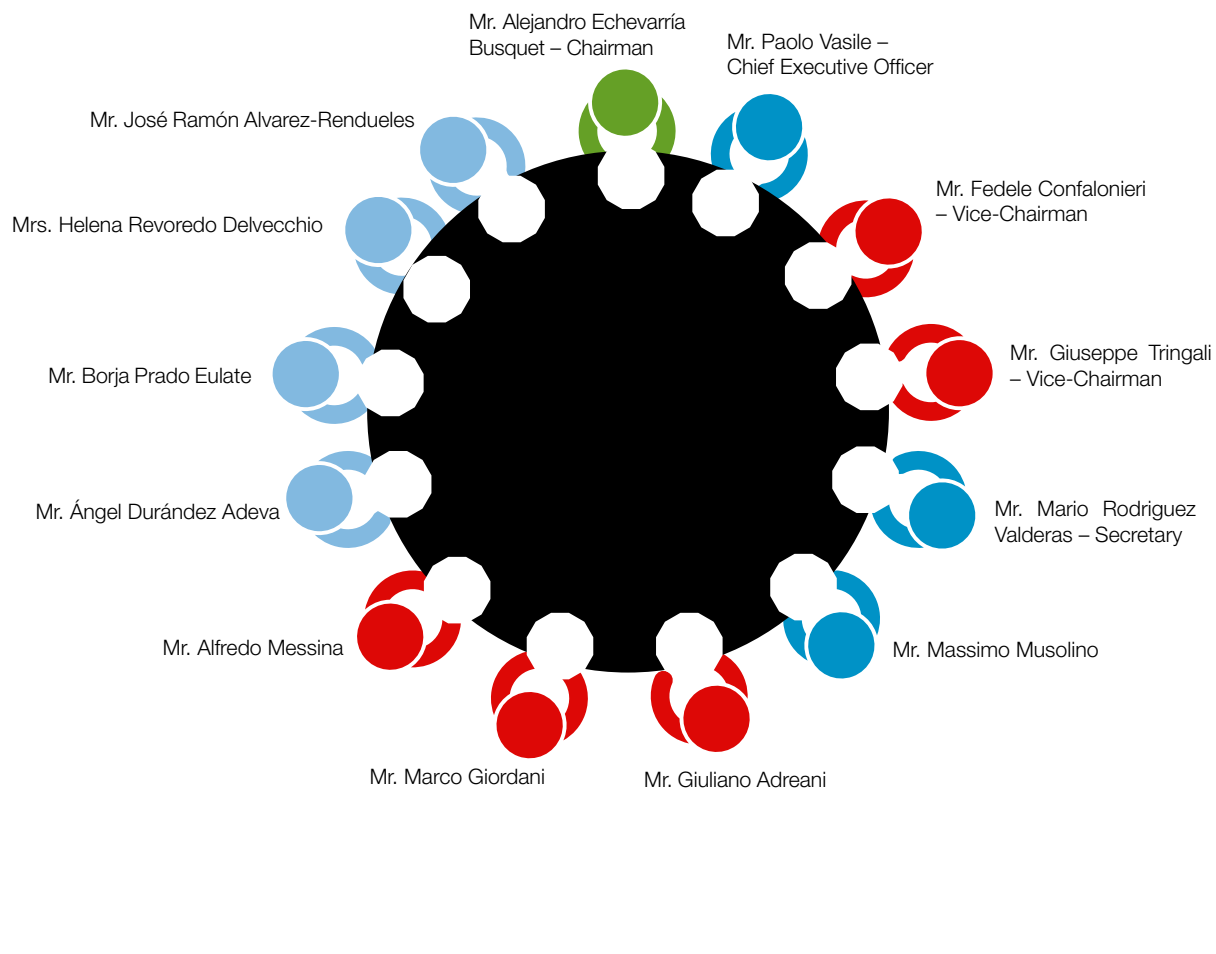 Mr. Alejandro Echevarría
Busquet – Chairman
Mr. Paolo Vasile –
Chief Executive Officer
Mr. José Ramón Alvarez-Rendueles
Mr. Fedele Confalonieri
– Vice-Chairman
Mrs. Helena Revoredo Delvecchio
Mr. Giuseppe Tringali
– Vice-Chairman
Mr. Borja Prado Eulate
Mr. Mario Rodriguez
Valderas – Secretary
Mr. Ángel Durández Adeva
Mr. Alfredo Messina
Mr. Massimo Musolino
Mr. Marco Giordani
Mr. Giuliano Adreani